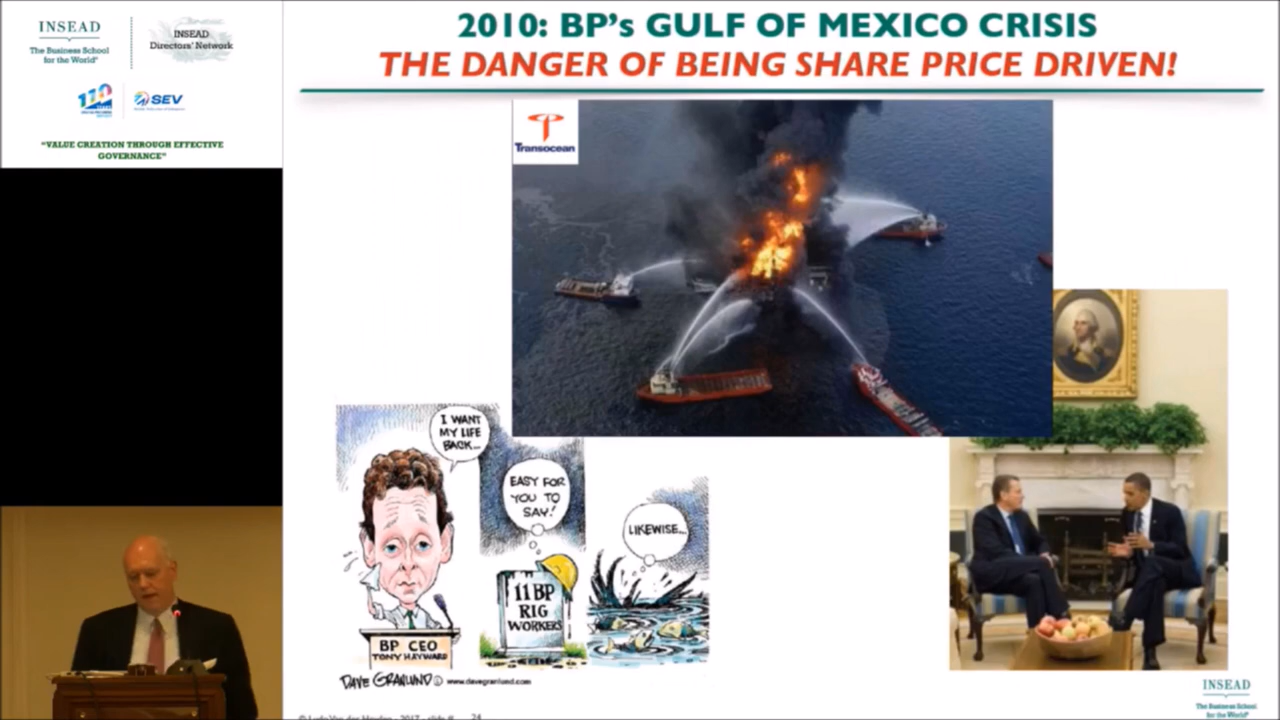 INSEAD
The Business School
for the World®
INSEAD
Directors' Network
SEV
"VALUE CREATION THROUGH EFFECTIVE
GOVERNANCE"
2010: BP's GULF OF MEXICO CRISIS
THE DANGER OF BEING SHARE PRICE DRIVEN!
Transocean
I WANT
MY LIFE
BACK...
EASY FOR
YOU TO
SAY!
LIKEWISE...
11 BP
RIG
WORKERS
BP CEO
TONY HAYWARD
DAVE GRANLUND © www.davegranlund.com
24
INSEAD
The Business School
for the World®